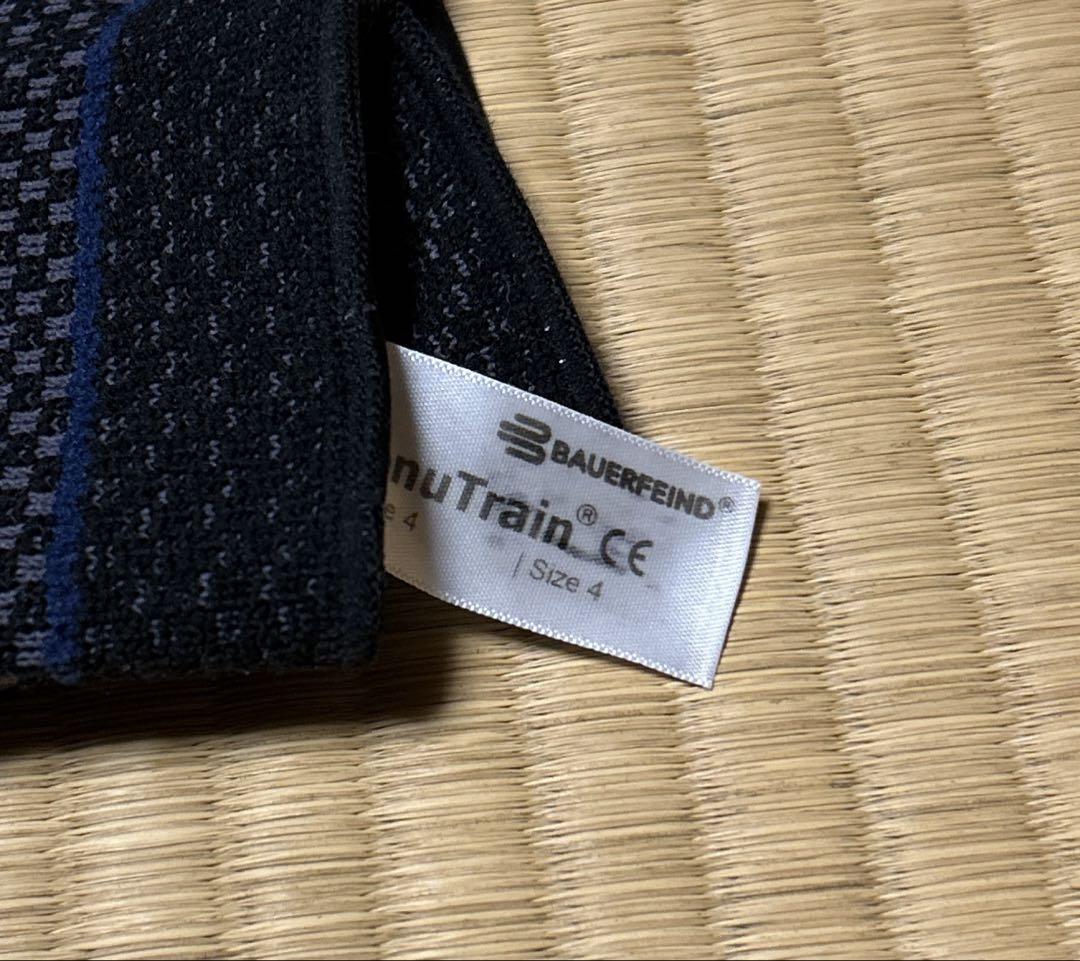 BAUERFEIND®
nuTrain® CE
e 4 | Size 4